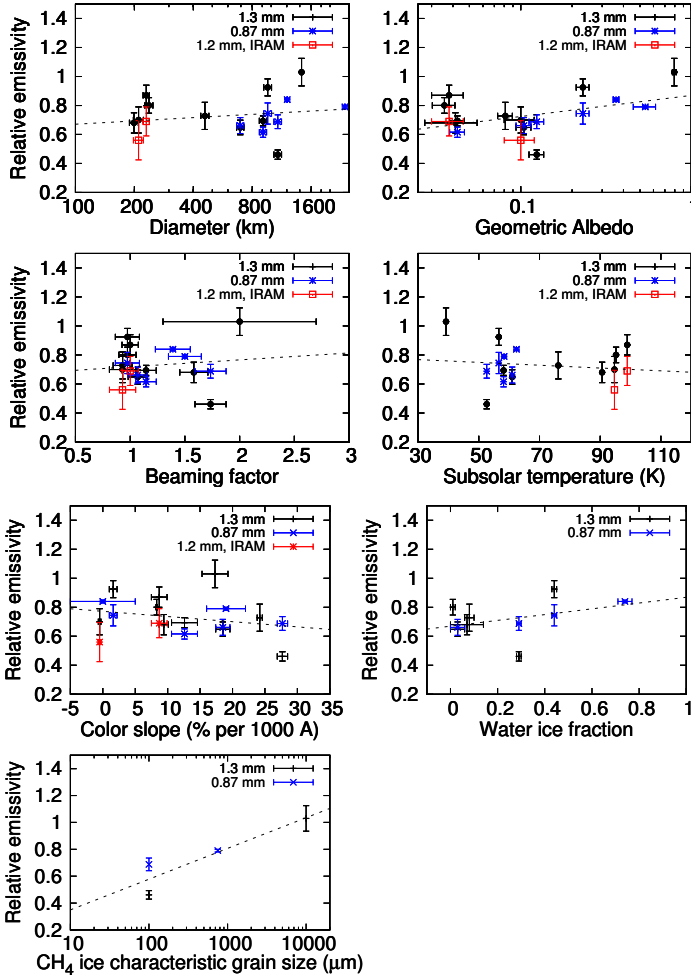 1.4
1.2
1
0.8
0.6
0.4
0.2
Relative emissivity
1.3 mm
0.87 mm
1.2 mm, IRAM
100 200 400 800 1600
Diameter (km)
1.4
1.2
1
0.8
0.6
0.4
0.2
Relative emissivity
1.3 mm
0.87 mm
1.2 mm, IRAM
0.1 1
Geometric Albedo
1.4
1.2
1
0.8
0.6
0.4
0.2
Relative emissivity
1.3 mm
0.87 mm
1.2 mm, IRAM
0.5 1 1.5 2 2.5 3
Beaming factor
1.4
1.2
1
0.8
0.6
0.4
0.2
Relative emissivity
1.3 mm
0.87 mm
1.2 mm, IRAM
30 50 70 90 110
Subsolar temperature (K)
1.4
1.2
1
0.8
0.6
0.4
0.2
Relative emissivity
1.3 mm
0.87 mm
1.2 mm, IRAM
-5 0 5 10 15 20 25 30 35
Color slope (% per 1000 A)
1.4
1.2
1
0.8
0.6
0.4
0.2
Relative emissivity
1.3 mm
0.87 mm
0 0.2 0.4 0.6 0.8 1
Water ice fraction
1.4
1.2
1
0.8
0.6
0.4
0.2
Relative emissivity
1.3 mm
0.87 mm
10 100 1000 10000
CH₄ ice characteristic grain size (μm)